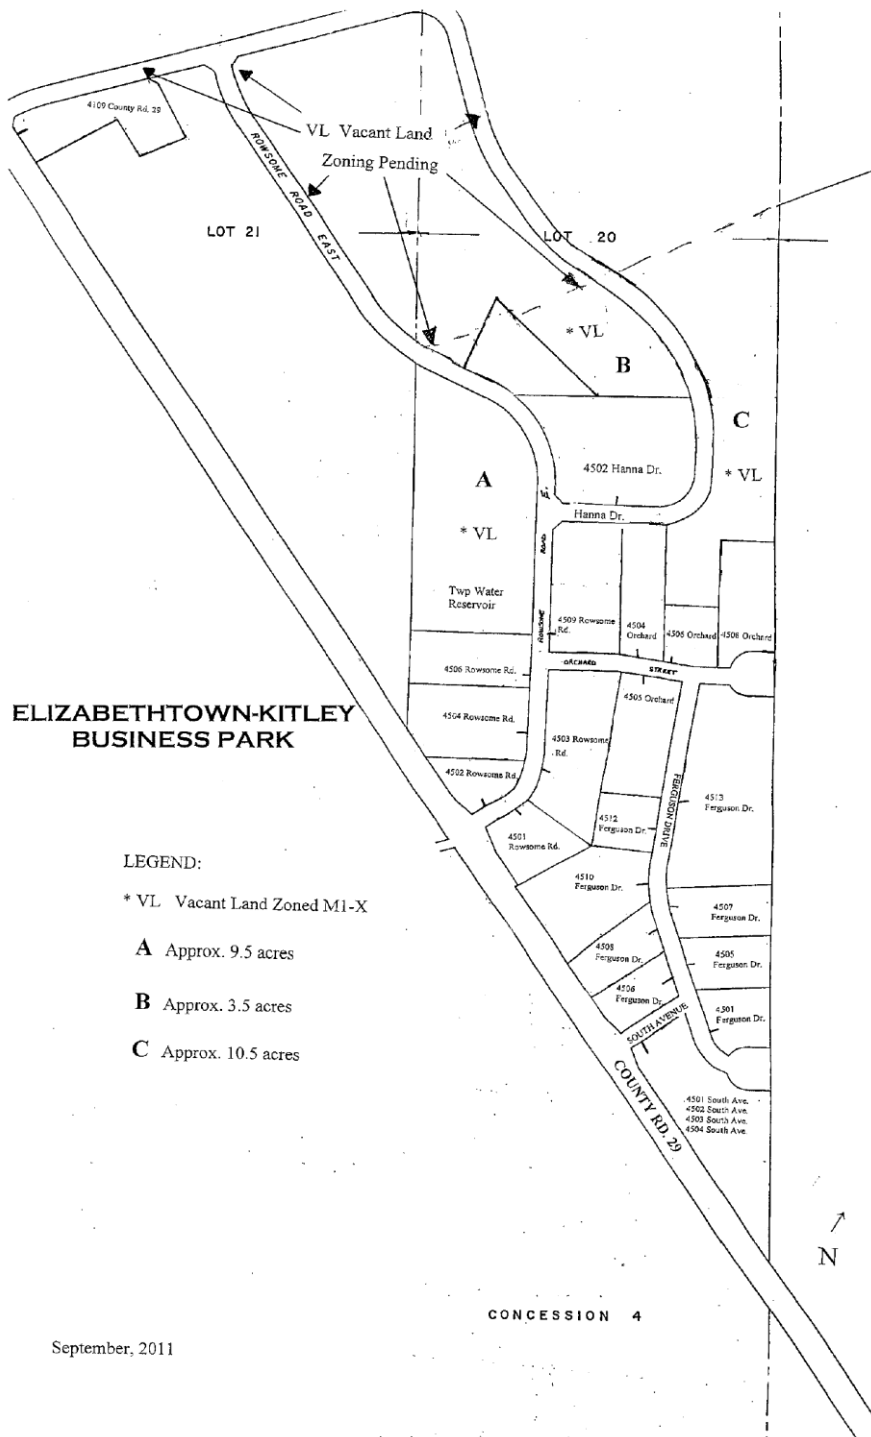 4109 County Rd. 29
VL Vacant Land
Zoning Pending
ROWSOME ROAD EAST
LOT 21
LOT 20
* VL
B
C
* VL
A
* VL
4502 Hanna Dr.
Hanna Dr.
ROWSOME ROAD E.
Twp Water
Reservoir
4509 Rowsome
Rd.
4504
Orchard
4506 Orchard
4508 Orchard
ORCHARD STREET
4506 Rowsome Rd.
4505 Orchard
4504 Rowsome Rd.
4503 Rowsome
Rd.
4502 Rowsome Rd.
ELIZABETHTOWN-KITLEY
BUSINESS PARK
FERGUSON DRIVE
4513
Ferguson Dr.
4512
Ferguson Dr.
4501
Rowsome Rd.
4510
Ferguson Dr.
4507
Ferguson Dr.
4508
Ferguson Dr.
4505
Ferguson Dr.
4506
Ferguson Dr.
4501
Ferguson Dr.
SOUTH AVENUE
COUNTY RD. 29
4501 South Ave.
4502 South Ave.
4503 South Ave.
4504 South Ave.
LEGEND:
* VL Vacant Land Zoned M1-X
A Approx. 9.5 acres
B Approx. 3.5 acres
C Approx. 10.5 acres
N
CONCESSION 4
September, 2011